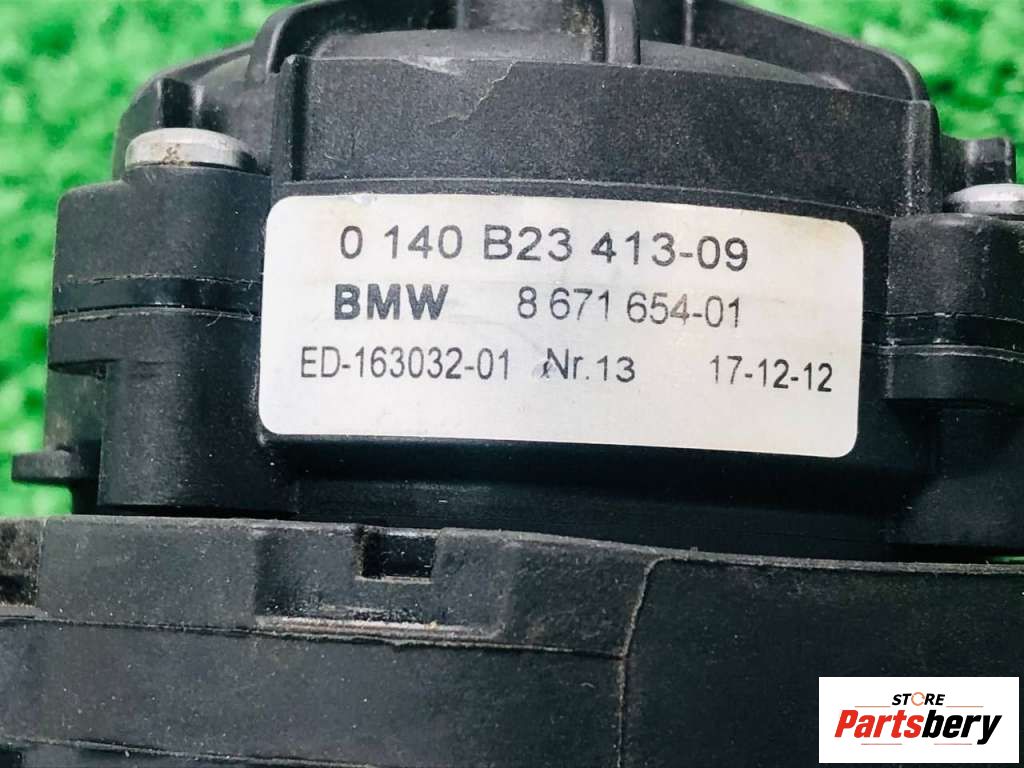 0 140 B23 413-09
BMW 8 671 654-01
ED-163032-01 Nr.13 17-12-12
STORE
Partsbery